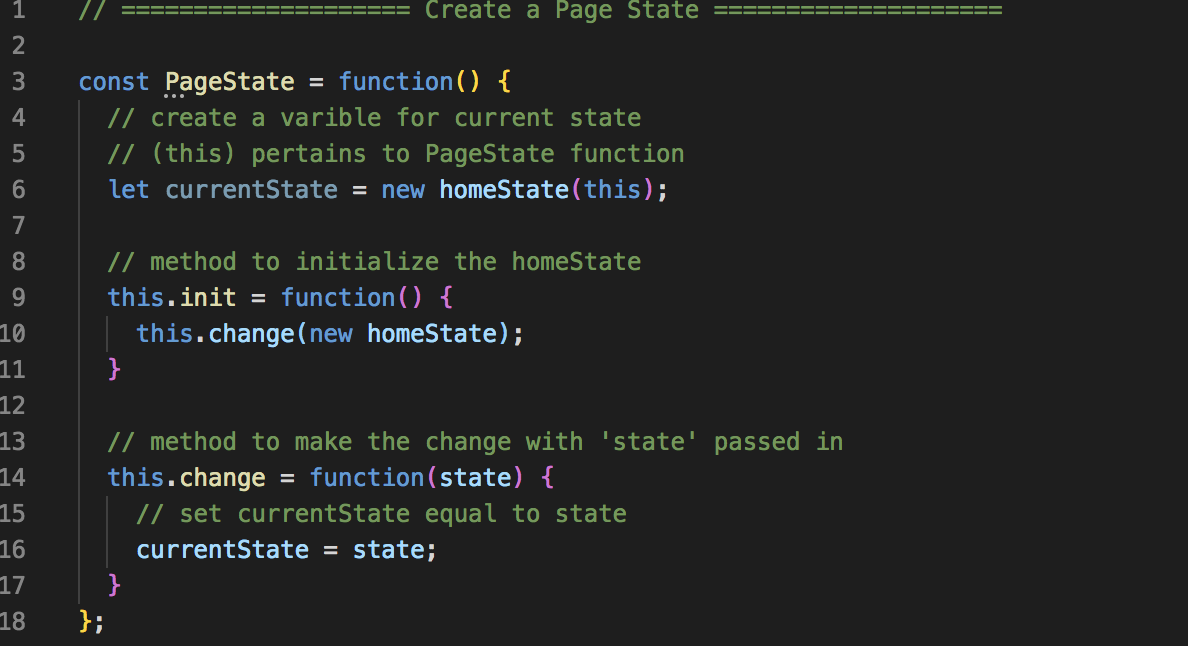 1 // ==================== Create a Page State ====================
2
3 const PageState = function() {
4 // create a varible for current state
5 // (this) pertains to PageState function
6 let currentState = new homeState(this);
7
8 // method to initialize the homeState
9 this.init = function() {
10 this.change(new homeState);
11 }
12
13 // method to make the change with 'state' passed in
14 this.change = function(state) {
15 // set currentState equal to state
16 currentState = state;
17 }
18 };